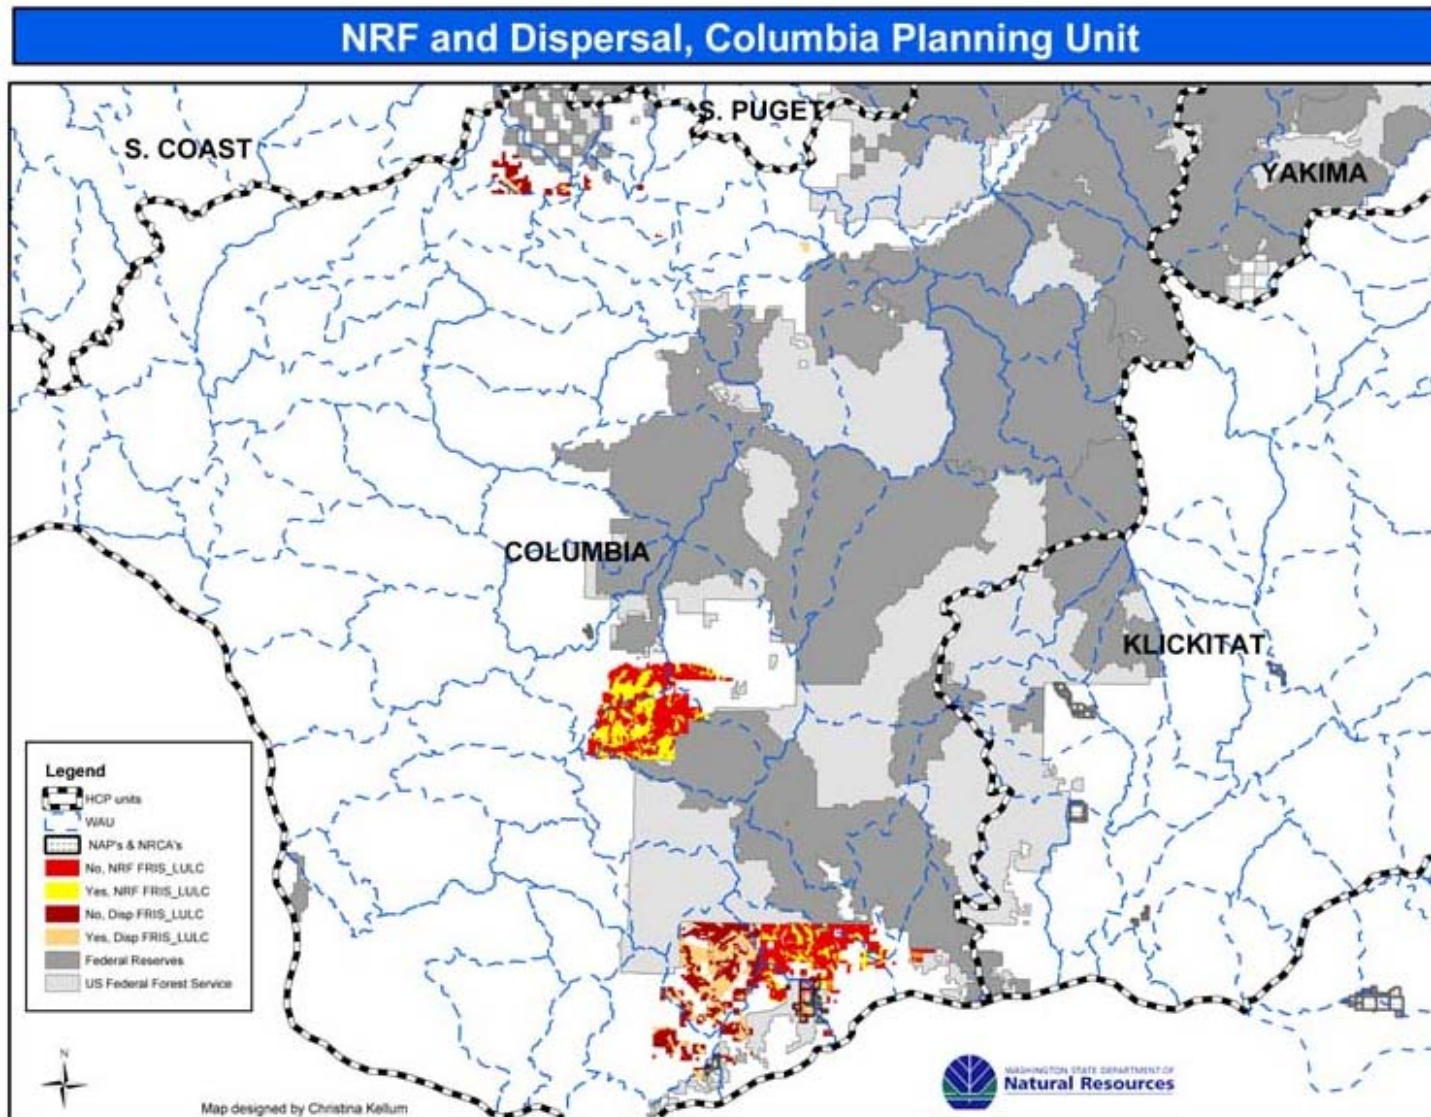 NRF and Dispersal, Columbia Planning Unit
S. COAST
S. PUGET
YAKIMA
COLUMBIA
KLICKITAT
Legend
HCP units
WAU
NAP's & NRCA's
No, NRF FRIS_LULC
Yes, NRF FRIS_LULC
No, Disp FRIS_LULC
Yes, Disp FRIS_LULC
Federal Reserves
US Federal Forest Service
N
Map designed by Christina Kellum
WASHINGTON STATE DEPARTMENT OF
Natural Resources